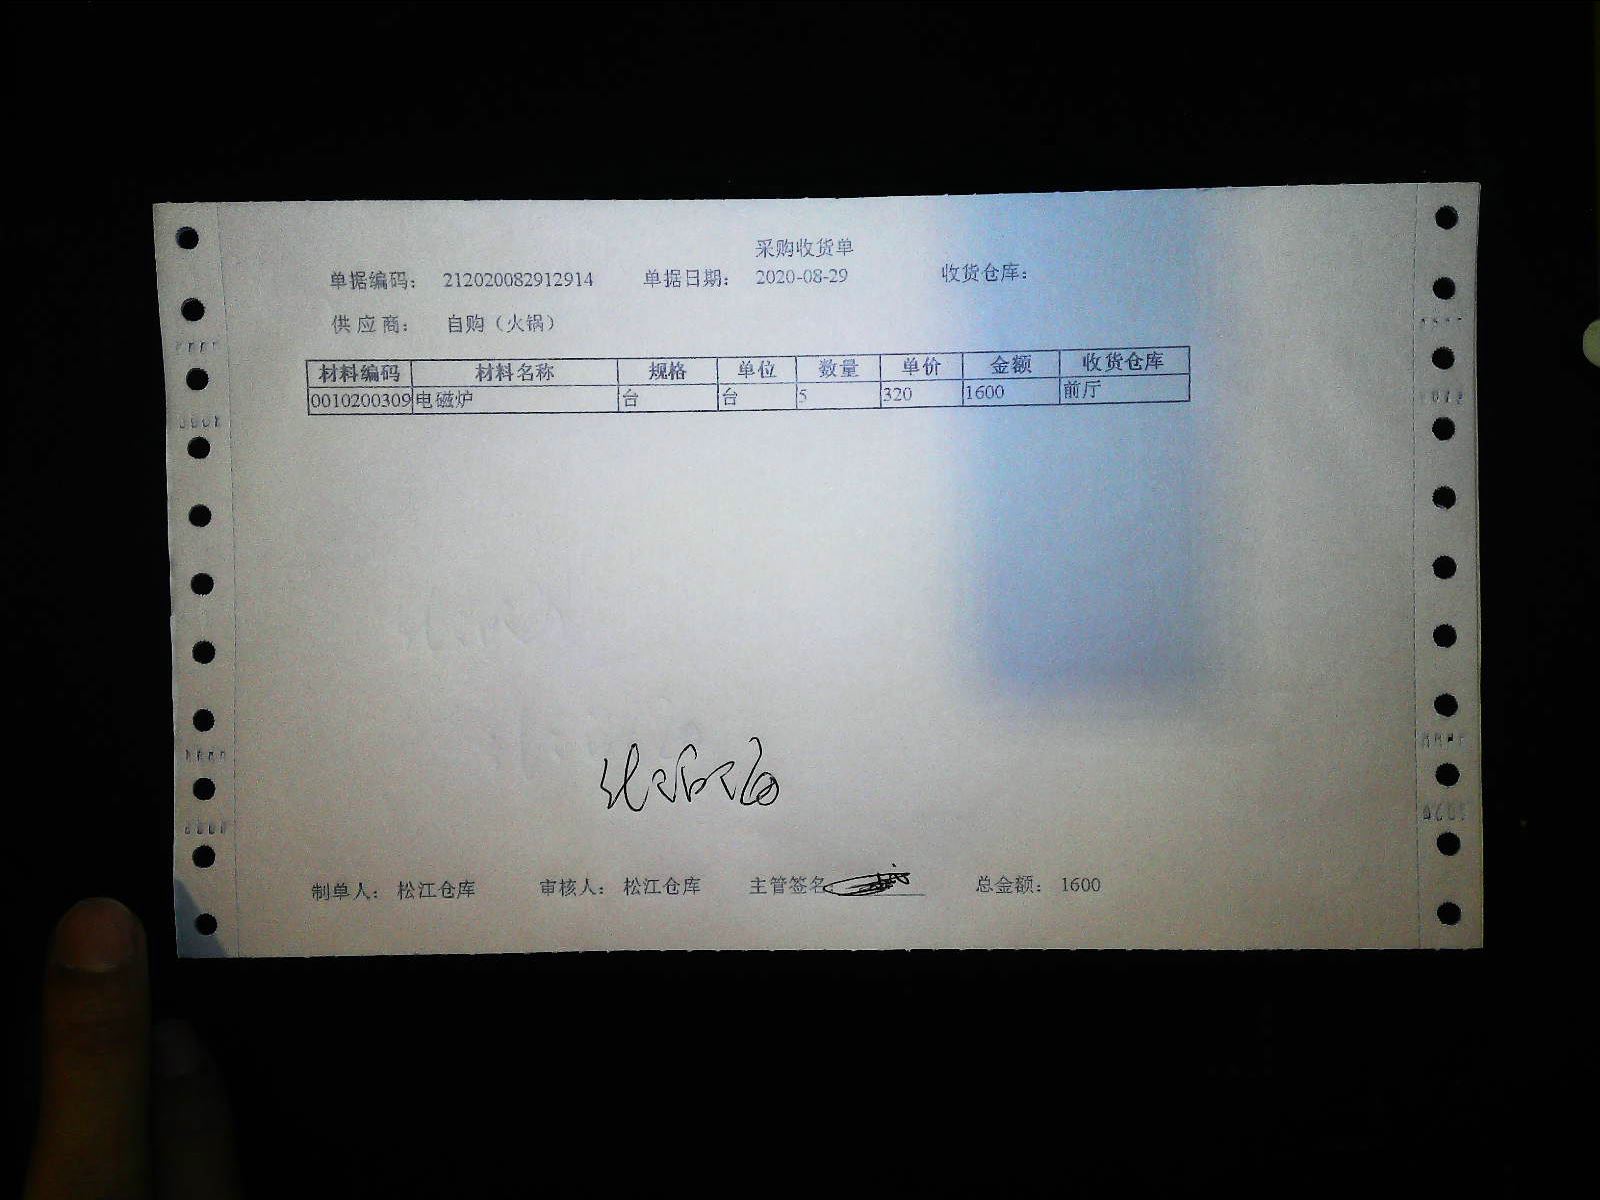 采购收货单
单据编码： 212020082912914 单据日期： 2020-08-29 收货仓库：
供 应 商： 自购（火锅）
材料编码 材料名称 规格 单位 数量 单价 金额 收货仓库
0010200309 电磁炉 台 台 5 320 1600 前厅
制单人： 松江仓库 审核人： 松江仓库 主管签名 总金额： 1600